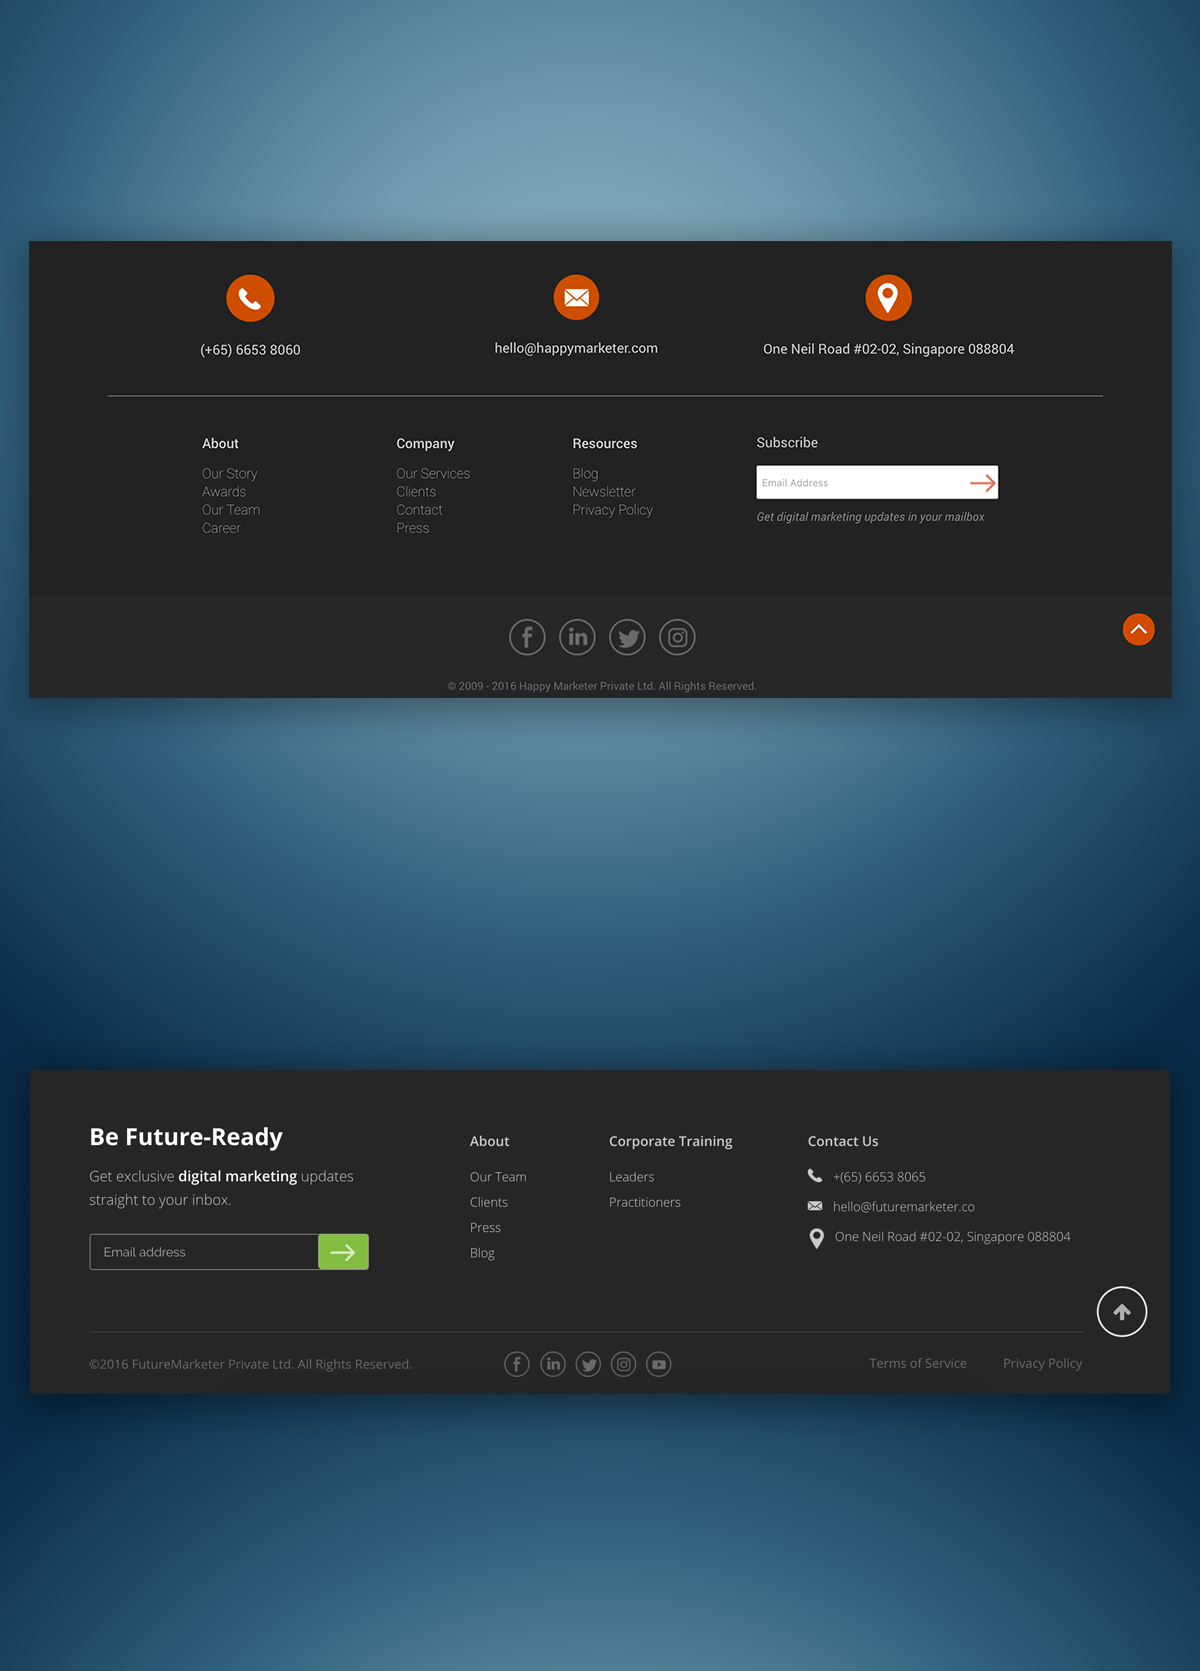 (+65) 6653 8060
hello@happymarketer.com
One Neil Road #02-02, Singapore 088804
About
Our Story
Awards
Our Team
Career
Company
Our Services
Clients
Contact
Press
Resources
Blog
Newsletter
Privacy Policy
Subscribe
Email Address
Get digital marketing updates in your mailbox
© 2009 - 2016 Happy Marketer Private Ltd. All Rights Reserved.
Be Future-Ready
Get exclusive digital marketing updates
straight to your inbox.
Email address
About
Our Team
Clients
Press
Blog
Corporate Training
Leaders
Practitioners
Contact Us
+(65) 6653 8065
hello@futuremarketer.co
One Neil Road #02-02, Singapore 088804
©2016 FutureMarketer Private Ltd. All Rights Reserved.
Terms of Service
Privacy Policy